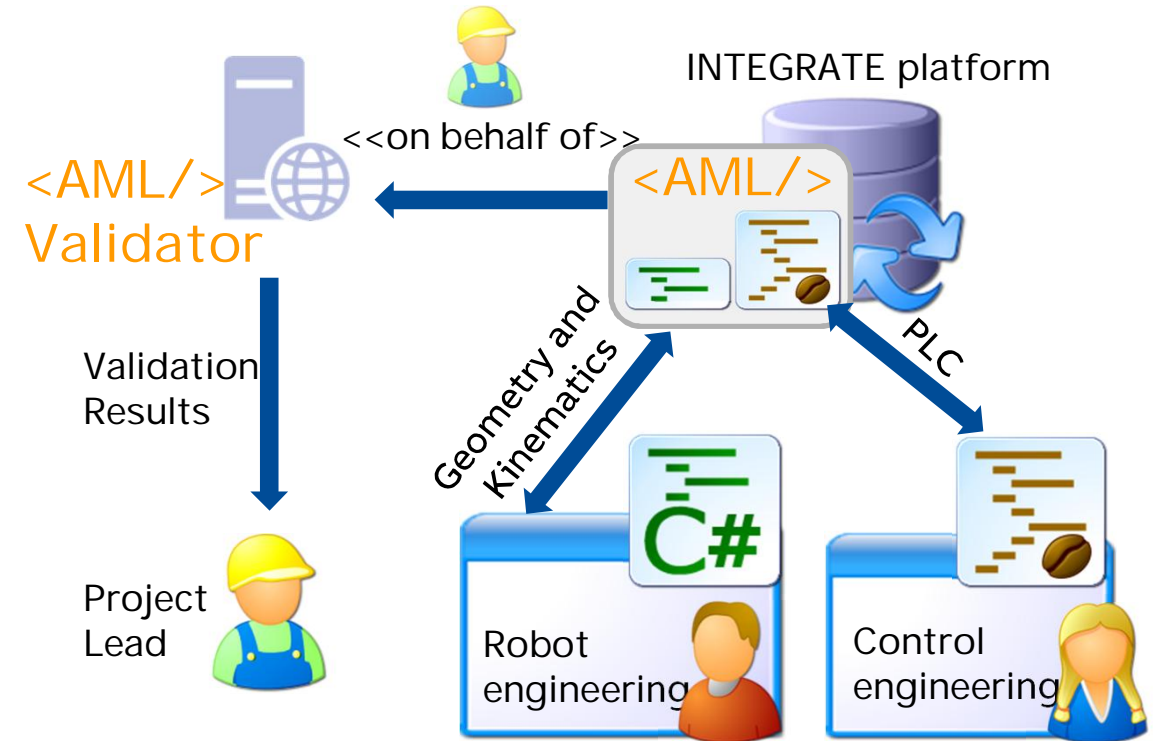 INTEGRATE platform
<<on behalf of>>
<AML/>
Validator
<AML/>
Geometry and
Kinematics
PLC
Validation
Results
C#
Project
Lead
Robot
engineering
Control
engineering